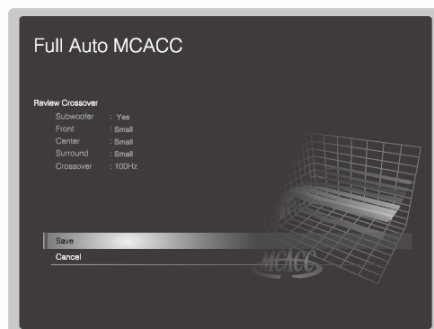 Full Auto MCACC
Review Crossover
Subwoofer : Yes
Front : Small
Center : Small
Surround : Small
Crossover : 100Hz
Save
Cancel
MCACC